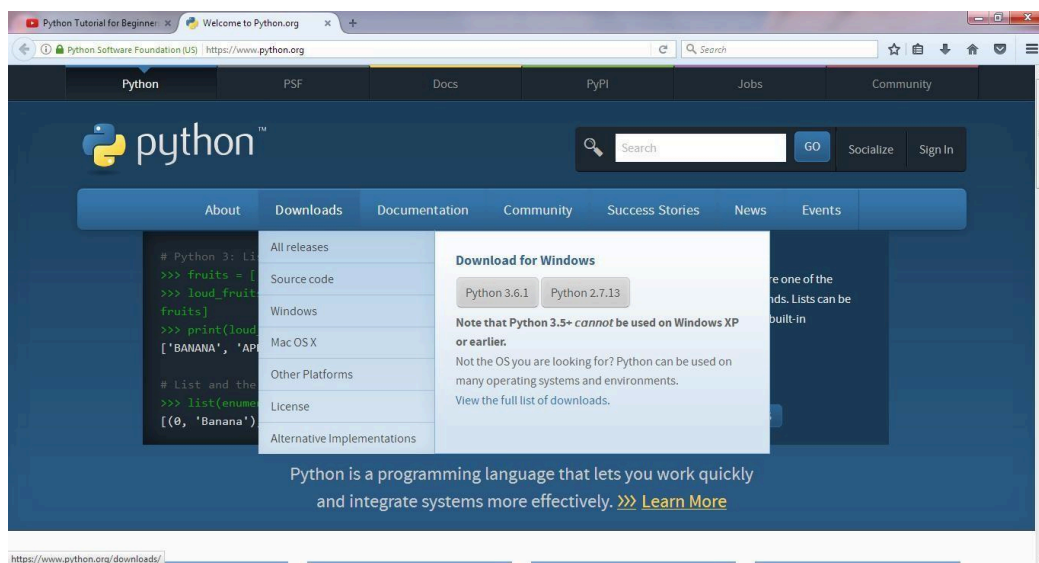 Python Tutorial for Beginner
Welcome to Python.org
Python Software Foundation (US) https://www.python.org
Search
Python PSF Docs PyPI Jobs Community
python™
Search GO Socialize Sign In
About Downloads Documentation Community Success Stories News Events
# Python 3: Li
>>> fruits = [
>>> loud_fruit
fruits]
>>> print(loud
['BANANA', 'AP
# List and the
>>> list(enume
[(0, 'Banana')
All releases
Source code
Windows
Mac OS X
Other Platforms
License
Alternative Implementations
Download for Windows
Python 3.6.1 Python 2.7.13
Note that Python 3.5+ cannot be used on Windows XP
or earlier.
Not the OS you are looking for? Python can be used on
many operating systems and environments.
View the full list of downloads.
re one of the
nds. Lists can be
built-in
Python is a programming language that lets you work quickly
and integrate systems more effectively. >>> Learn More
https://www.python.org/downloads/